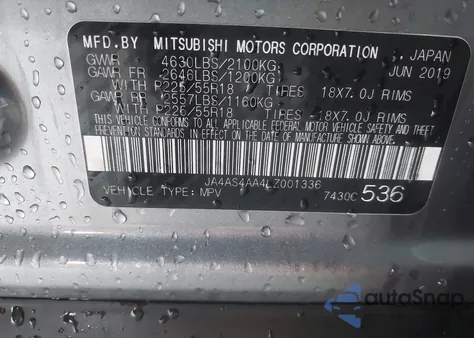 MFD.BY MITSUBISHI MOTORS CORPORATION, JAPAN
GVWR 4630LBS/2100KG JUN 2019
GAWR FR 2646LBS/1200KG
WITH P225/55R18 TIRES 18X7.0J RIMS
GAWR RR 2557LBS/1160KG
WITH P225/55R18 TIRES 18X7.0J RIMS
THIS VEHICLE CONFORMS TO ALL APPLICABLE FEDERAL MOTOR VEHICLE SAFETY, BUMPER, AND THEFT
PREVENTION STANDARDS IN EFFECT ON THE DATE OF MANUFACTURE SHOWN ABOVE.
JA4AS4AA4LZ001336
VEHICLE TYPE: MPV 7430C536
autoSnap